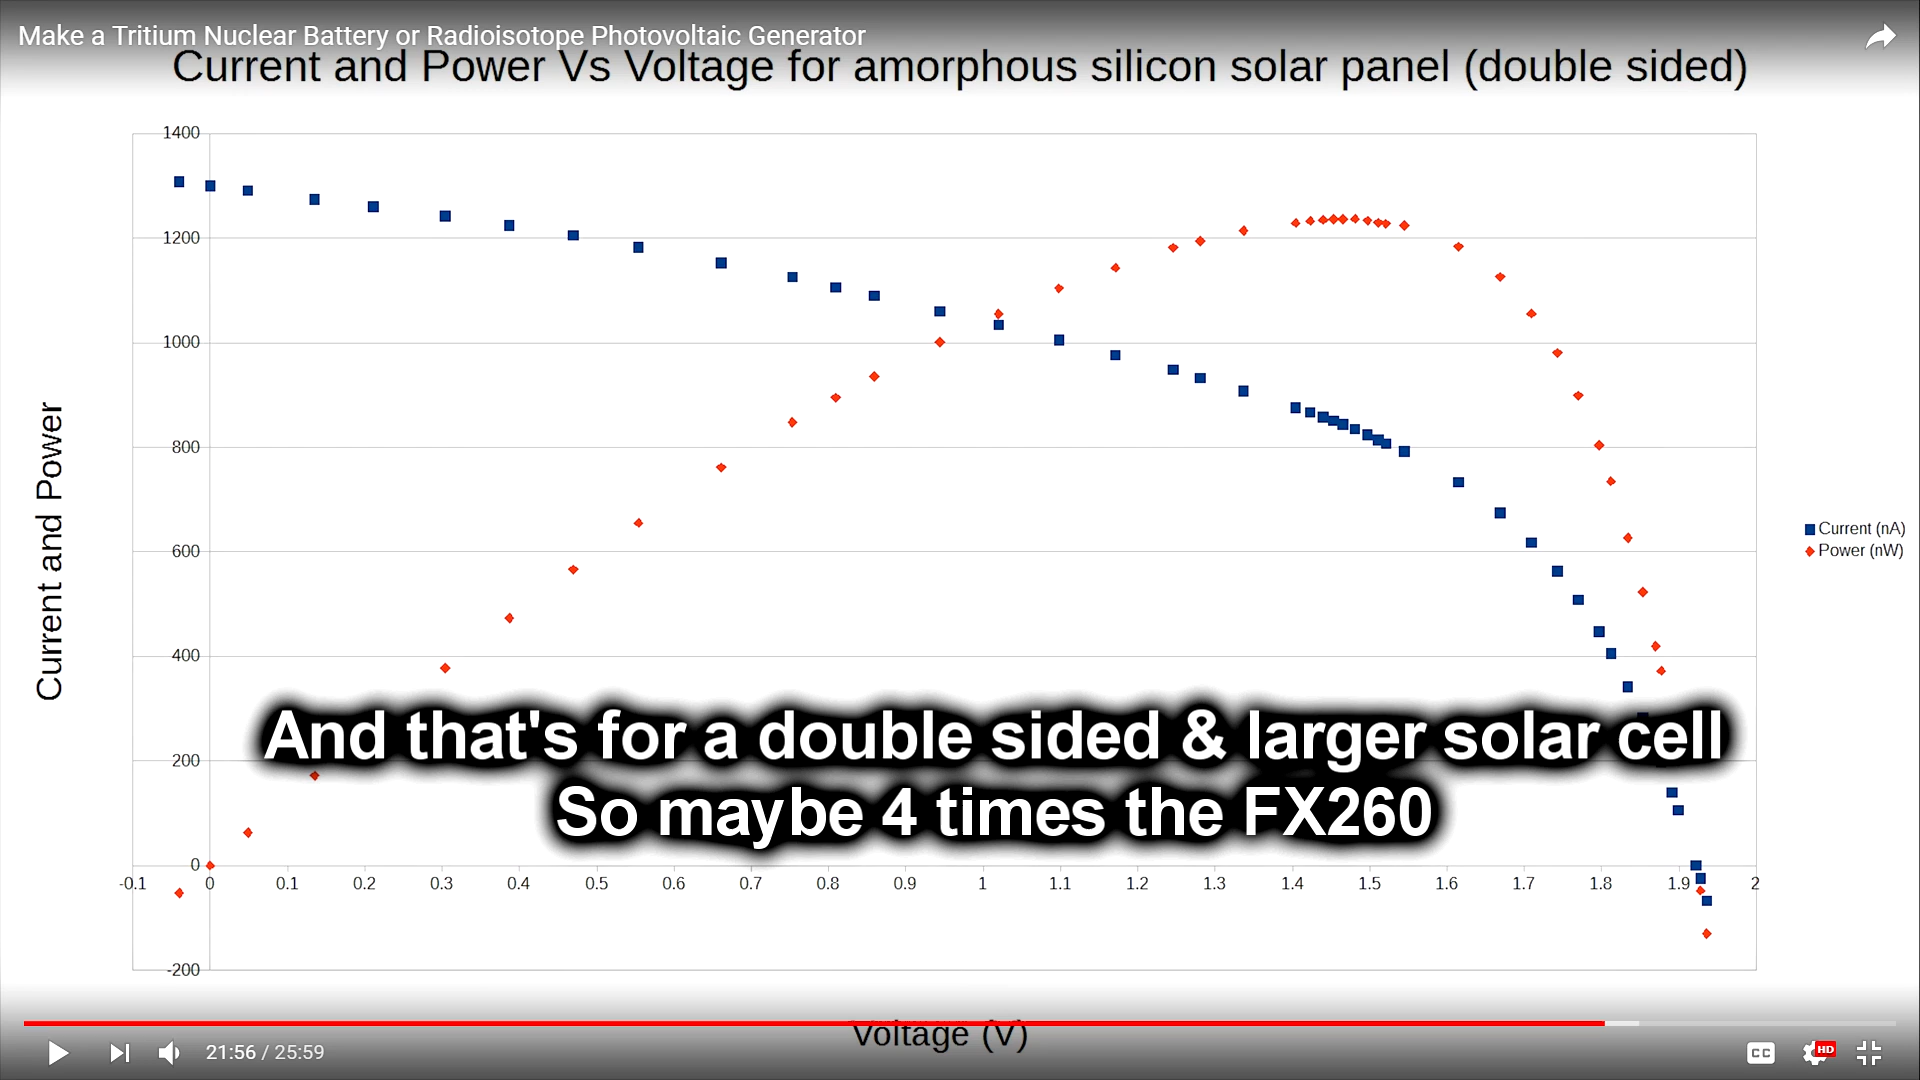 Make a Tritium Nuclear Battery or Radioisotope Photovoltaic Generator
Current and Power Vs Voltage for amorphous silicon solar panel (double sided)
1400
1200
1000
800
600
400
200
0
-200
Current and Power
Current (nA)
Power (nW)
And that's for a double sided & larger solar cell
So maybe 4 times the FX260
-0.1 0 0.1 0.2 0.3 0.4 0.5 0.6 0.7 0.8 0.9 1 1.1 1.2 1.3 1.4 1.5 1.6 1.7 1.8 1.9 2
Voltage (V)
21:56 / 25:59
CC
HD